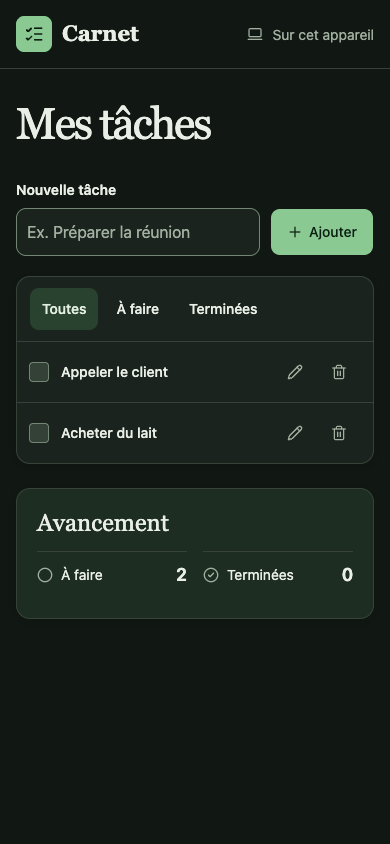 Carnet
Sur cet appareil
Mes tâches
Nouvelle tâche
Ex. Préparer la réunion
Ajouter
Toutes
À faire
Terminées
Appeler le client
Acheter du lait
Avancement
À faire 2
Terminées 0